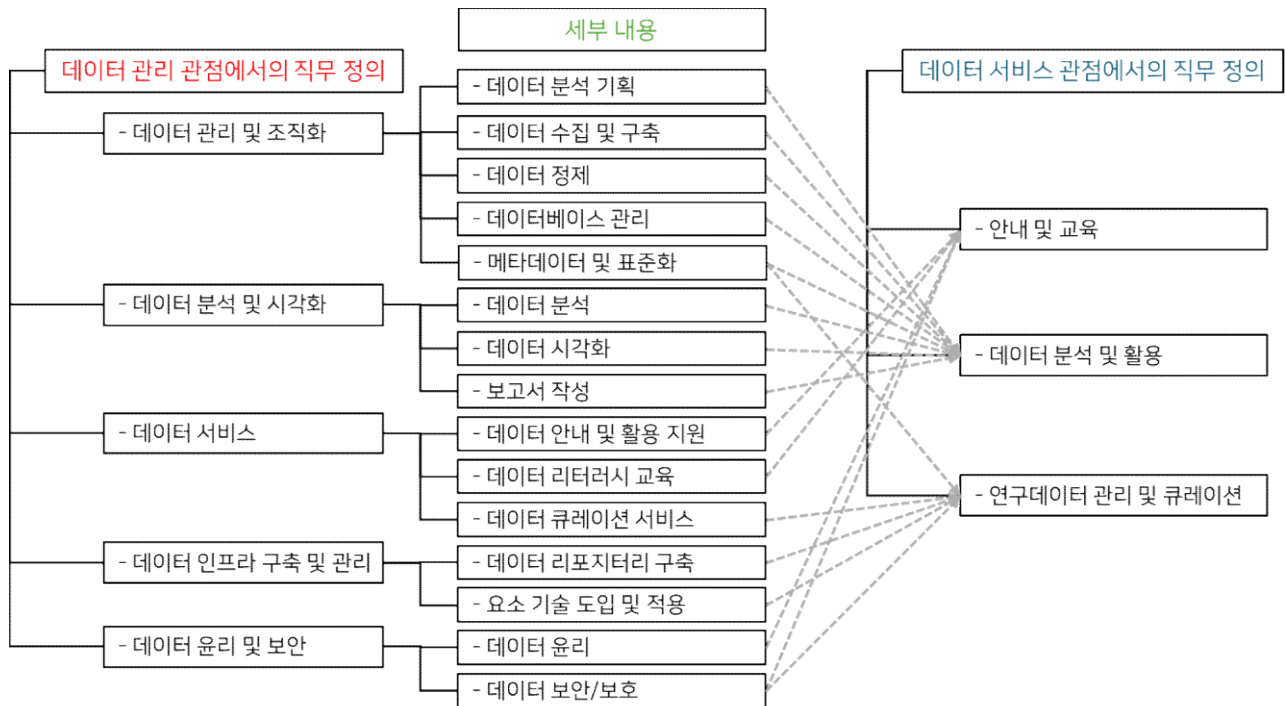 세부 내용
데이터 관리 관점에서의 직무 정의
데이터 서비스 관점에서의 직무 정의
- 데이터 관리 및 조직화
- 데이터 분석 기획
- 데이터 수집 및 구축
- 데이터 정제
- 데이터베이스 관리
- 메타데이터 및 표준화
- 데이터 분석 및 시각화
- 데이터 분석
- 데이터 시각화
- 보고서 작성
- 데이터 서비스
- 데이터 안내 및 활용 지원
- 데이터 리터러시 교육
- 데이터 큐레이션 서비스
- 데이터 인프라 구축 및 관리
- 데이터 리포지터리 구축
- 요소 기술 도입 및 적용
- 데이터 윤리 및 보안
- 데이터 윤리
- 데이터 보안/보호
- 안내 및 교육
- 데이터 분석 및 활용
- 연구데이터 관리 및 큐레이션